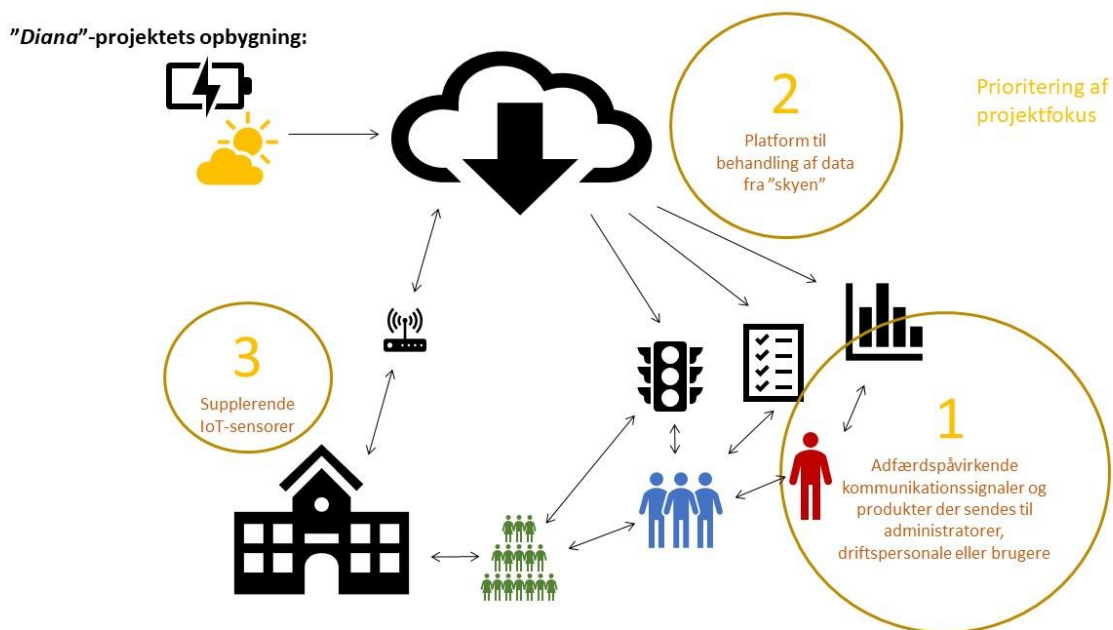 ”Diana”-projektets opbygning:
2
Platform til
behandling af data
fra ”skyen”
Prioritering af
projektfokus
3
Supplerende
IoT-sensorer
1
Adfærdspåvirkende
kommunikationssignaler og
produkter der sendes til
administratorer,
driftspersonale eller brugere